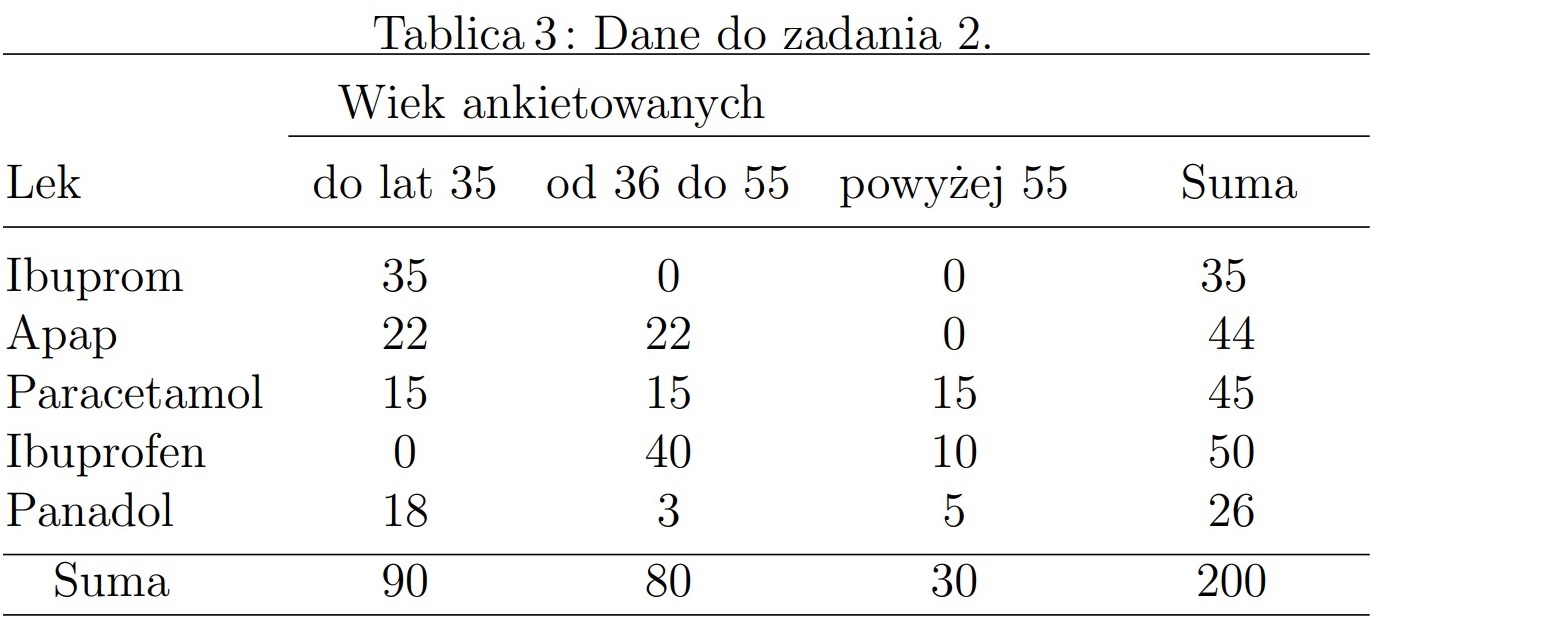 Tablica 3: Dane do zadania 2.
Wiek ankietowanych
Lek do lat 35 od 36 do 55 powyżej 55 Suma
Ibuprom 35 0 0 35
Apap 22 22 0 44
Paracetamol 15 15 15 45
Ibuprofen 0 40 10 50
Panadol 18 3 5 26
Suma 90 80 30 200